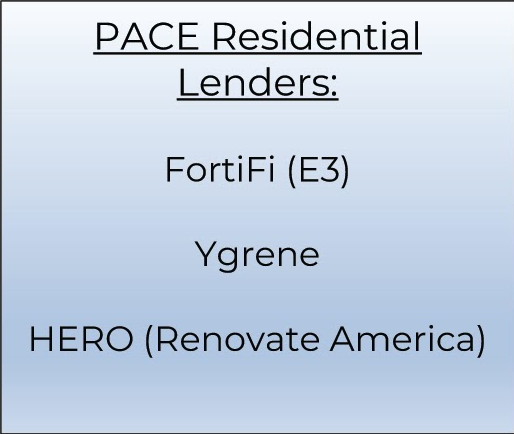 PACE Residential
Lenders:
FortiFi (E3)
Ygrene
HERO (Renovate America)